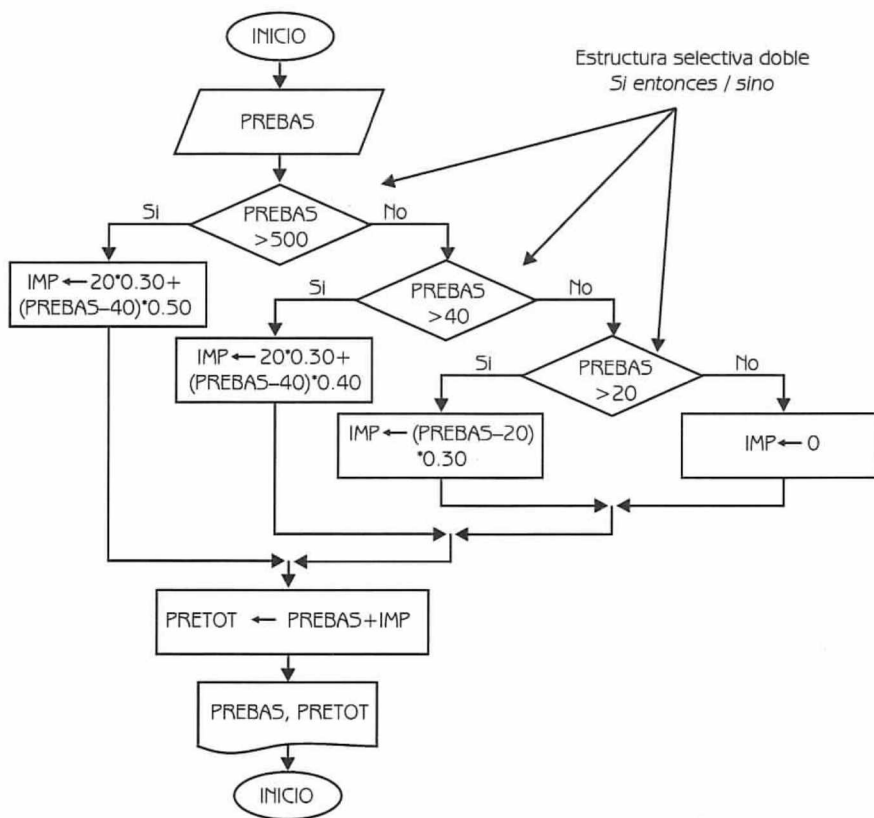 INICIO
Estructura selectiva doble
Si entonces / sino
PREBAS
Si
PREBAS
>500
No
IMP ← 20*0.30+
(PREBAS–40)*0.50
Si
PREBAS
>40
No
IMP ← 20*0.30+
(PREBAS–40)*0.40
Si
PREBAS
>20
No
IMP ← (PREBAS–20)
*0.30
IMP ← 0
PRETOT ← PREBAS+IMP
PREBAS, PRETOT
INICIO